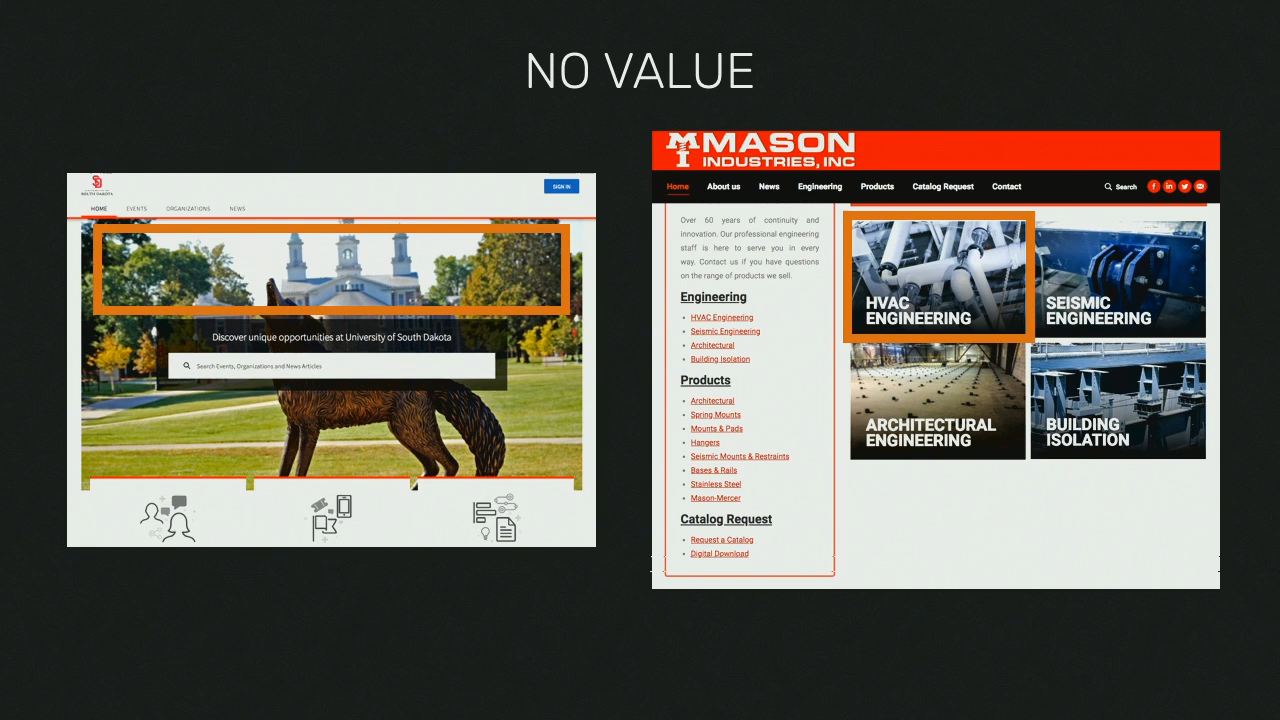 NO VALUE
SOUTH DAKOTA
SIGN IN
HOME EVENTS ORGANIZATIONS NEWS
Discover unique opportunities at University of South Dakota
Search Events, Organizations and News Articles
MASON
INDUSTRIES, INC
Home About us News Engineering Products Catalog Request Contact Search
Over 60 years of continuity and
innovation. Our professional engineering
staff is here to serve you in every
way. Contact us if you have questions
on the range of products we sell.
Engineering
HVAC Engineering
Seismic Engineering
Architectural
Building Isolation
Products
Architectural
Spring Mounts
Mounts & Pads
Hangers
Seismic Mounts & Restraints
Bases & Rails
Stainless Steel
Mason-Mercer
Catalog Request
Request a Catalog
Digital Download
HVAC
ENGINEERING
SEISMIC
ENGINEERING
ARCHITECTURAL
ENGINEERING
BUILDING
ISOLATION